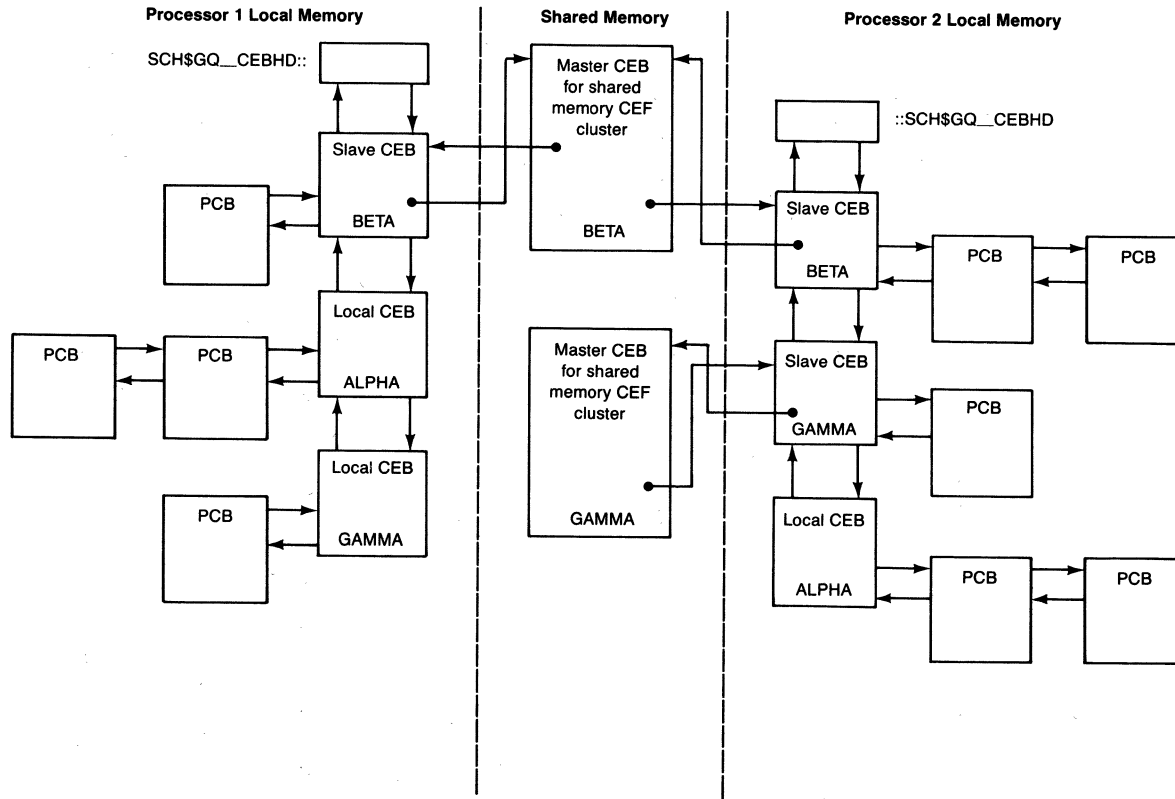 Processor 1 Local Memory
Shared Memory
Processor 2 Local Memory
SCH$GQ__CEBHD::
Master CEB
for shared
memory CEF
cluster
BETA
::SCH$GQ__CEBHD
Slave CEB
BETA
PCB
Slave CEB
BETA
PCB
PCB
Local CEB
ALPHA
PCB
PCB
Master CEB
for shared
memory CEF
cluster
GAMMA
Slave CEB
GAMMA
PCB
Local CEB
GAMMA
PCB
Local CEB
ALPHA
PCB
PCB